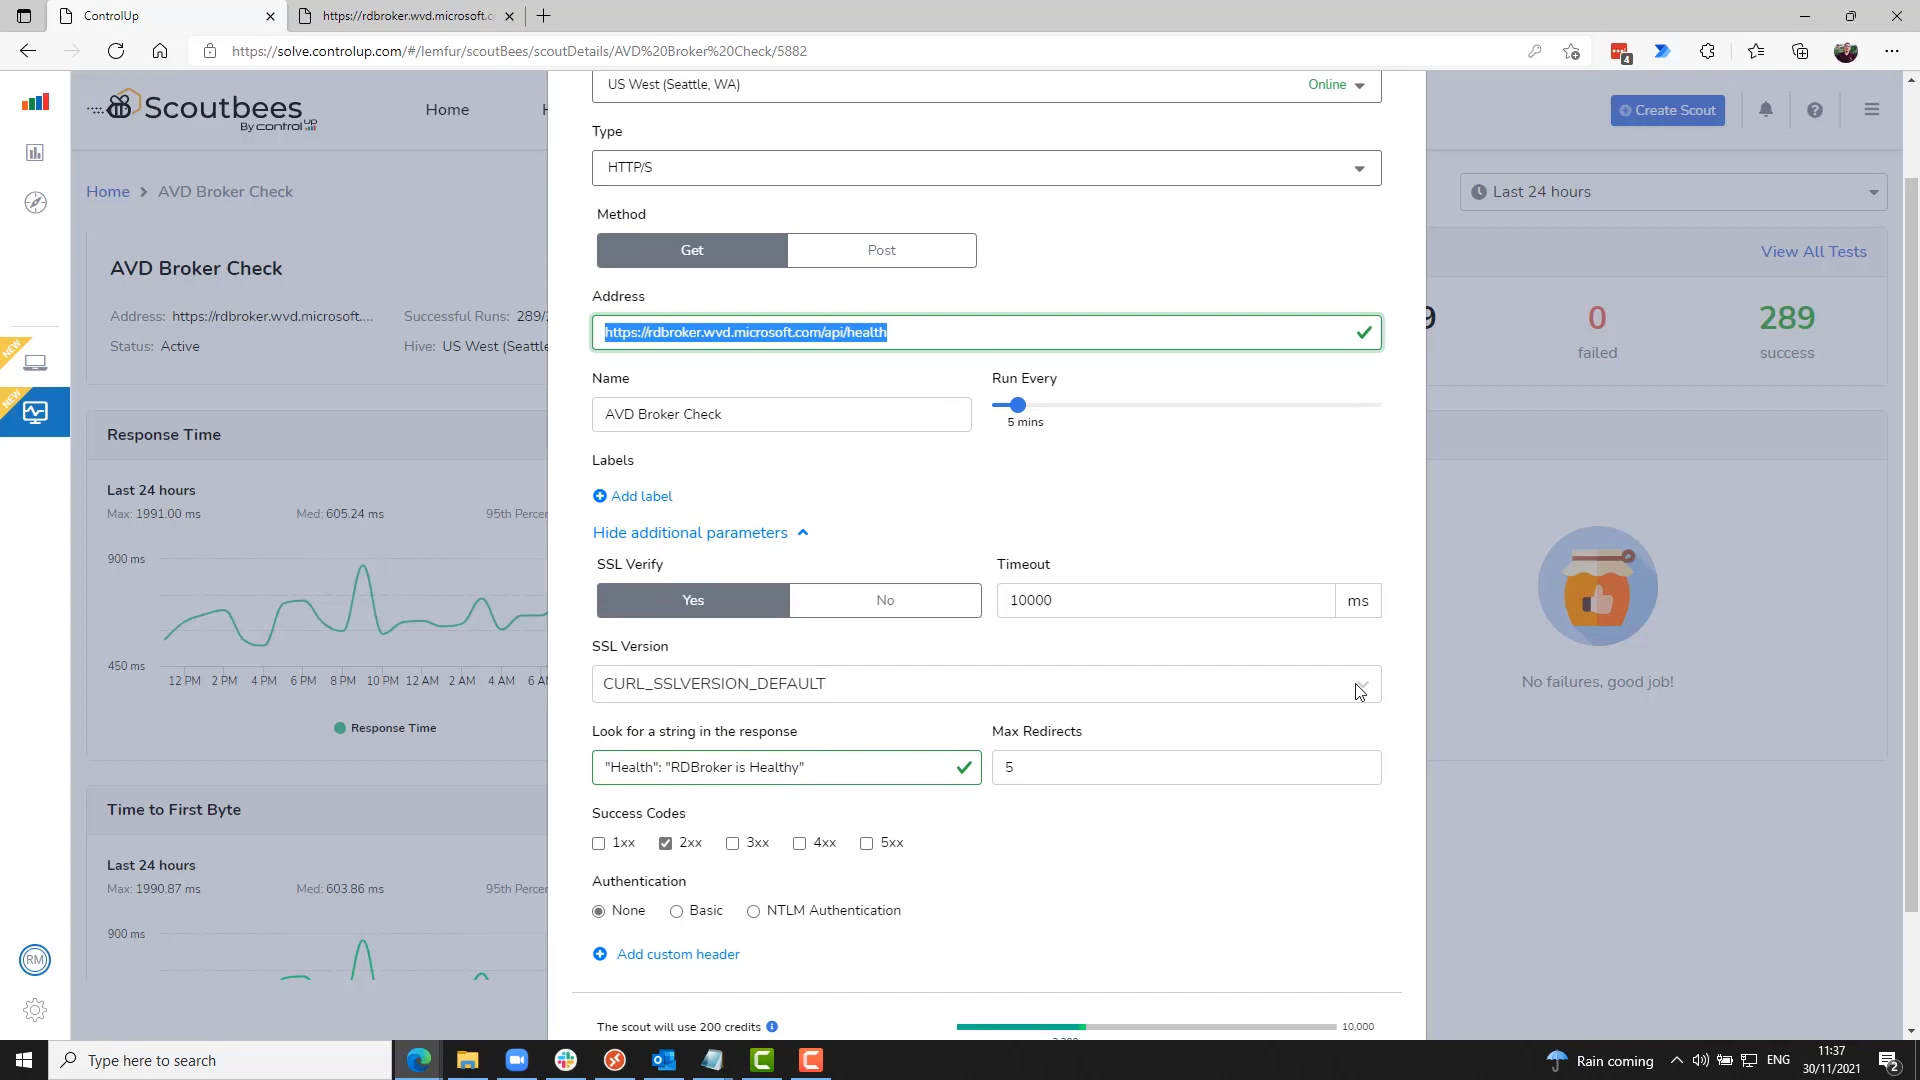 ControlUp
https://rdbroker.wvd.microsoft.c
https://solve.controlup.com/#/lemfur/scoutBees/scoutDetails/AVD%20Broker%20Check/5882
4
Scoutbees
By controlup
Home
Create Scout
Home > AVD Broker Check
Last 24 hours
AVD Broker Check
Address: https://rdbroker.wvd.microsoft....
Successful Runs: 289/
Status: Active
Hive: US West (Seattle
View All Tests
9
0
failed
289
success
NEW
NEW
Response Time
Last 24 hours
Max: 1991.00 ms
Med: 605.24 ms
95th Percen
900 ms
450 ms
12 PM 2 PM 4 PM 6 PM 8 PM 10 PM 12 AM 2 AM 4 AM 6 A
Response Time
Time to First Byte
Last 24 hours
Max: 1990.87 ms
Med: 603.86 ms
95th Percen
900 ms
RM
US West (Seattle, WA)
Online
Type
HTTP/S
Method
Get
Post
Address
https://rdbroker.wvd.microsoft.com/api/health
Name
Run Every
AVD Broker Check
5 mins
Labels
Add label
Hide additional parameters
SSL Verify
Timeout
Yes
No
10000
ms
SSL Version
CURL_SSLVERSION_DEFAULT
Look for a string in the response
Max Redirects
"Health": "RDBroker is Healthy"
5
Success Codes
1xx 2xx 3xx 4xx 5xx
Authentication
None Basic NTLM Authentication
Add custom header
The scout will use 200 credits
10,000
No failures, good job!
Type here to search
Rain coming
ENG
11:37
30/11/2021
2